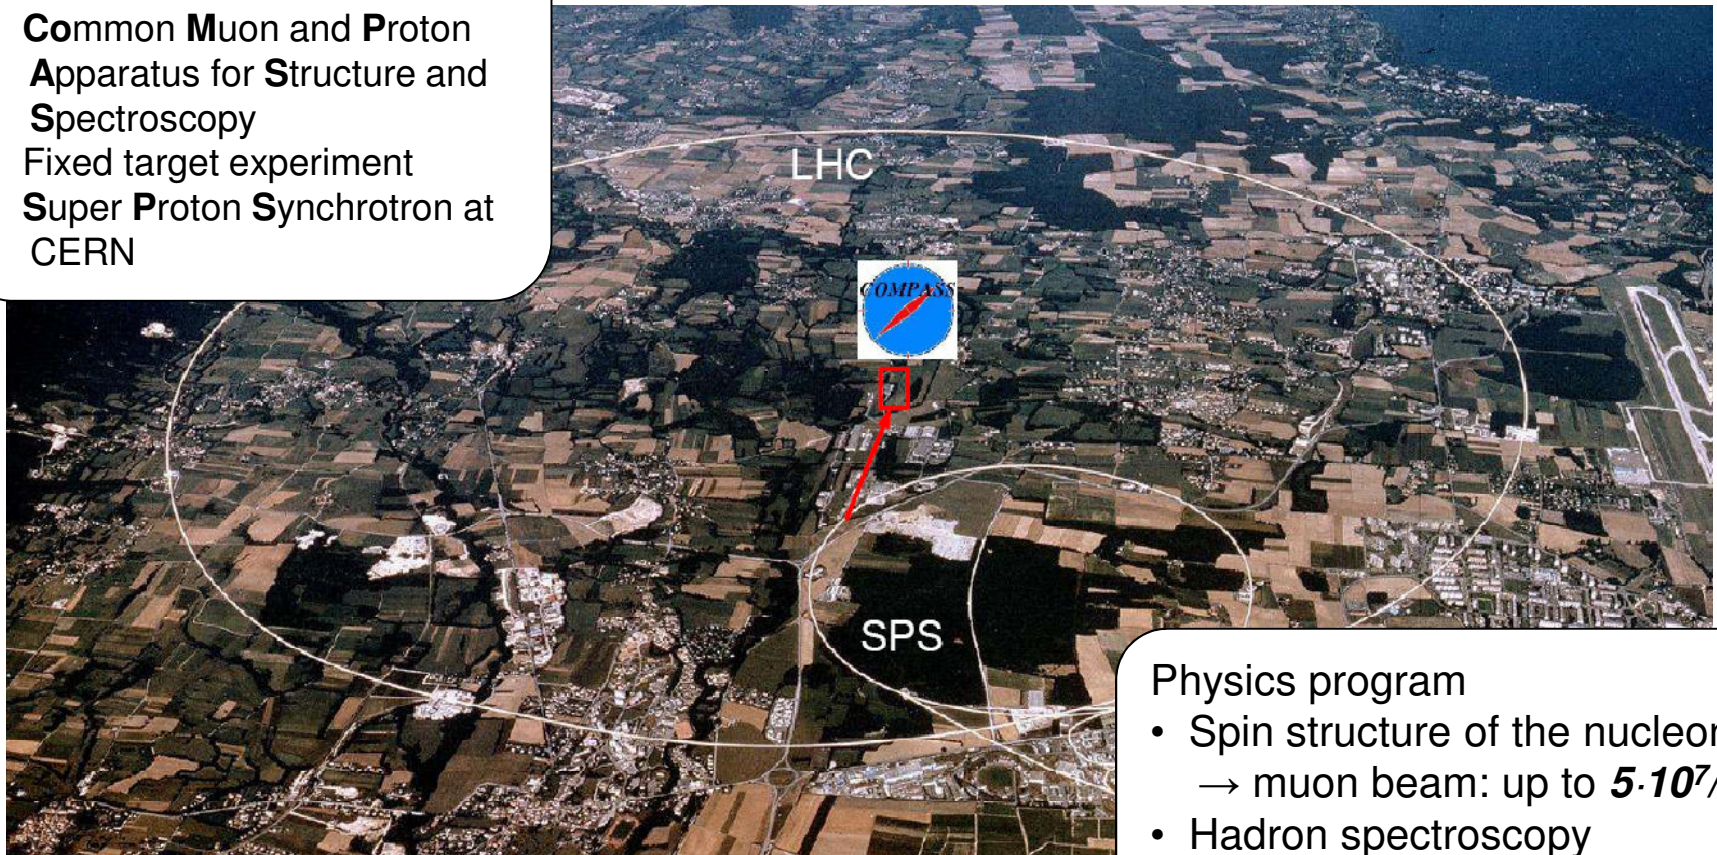 Common Muon and Proton
Apparatus for Structure and
Spectroscopy
Fixed target experiment
Super Proton Synchrotron at
CERN
LHC
COMPASS
SPS
Physics program
• Spin structure of the nucleon
→ muon beam: up to 5·10⁷/
• Hadron spectroscopy